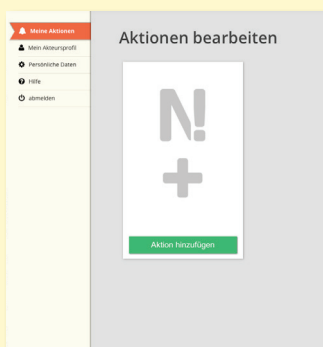 Meine Aktionen
Mein Akteursprofil
Persönliche Daten
Hilfe
abmelden
Aktionen bearbeiten
N!
+
Aktion hinzufügen